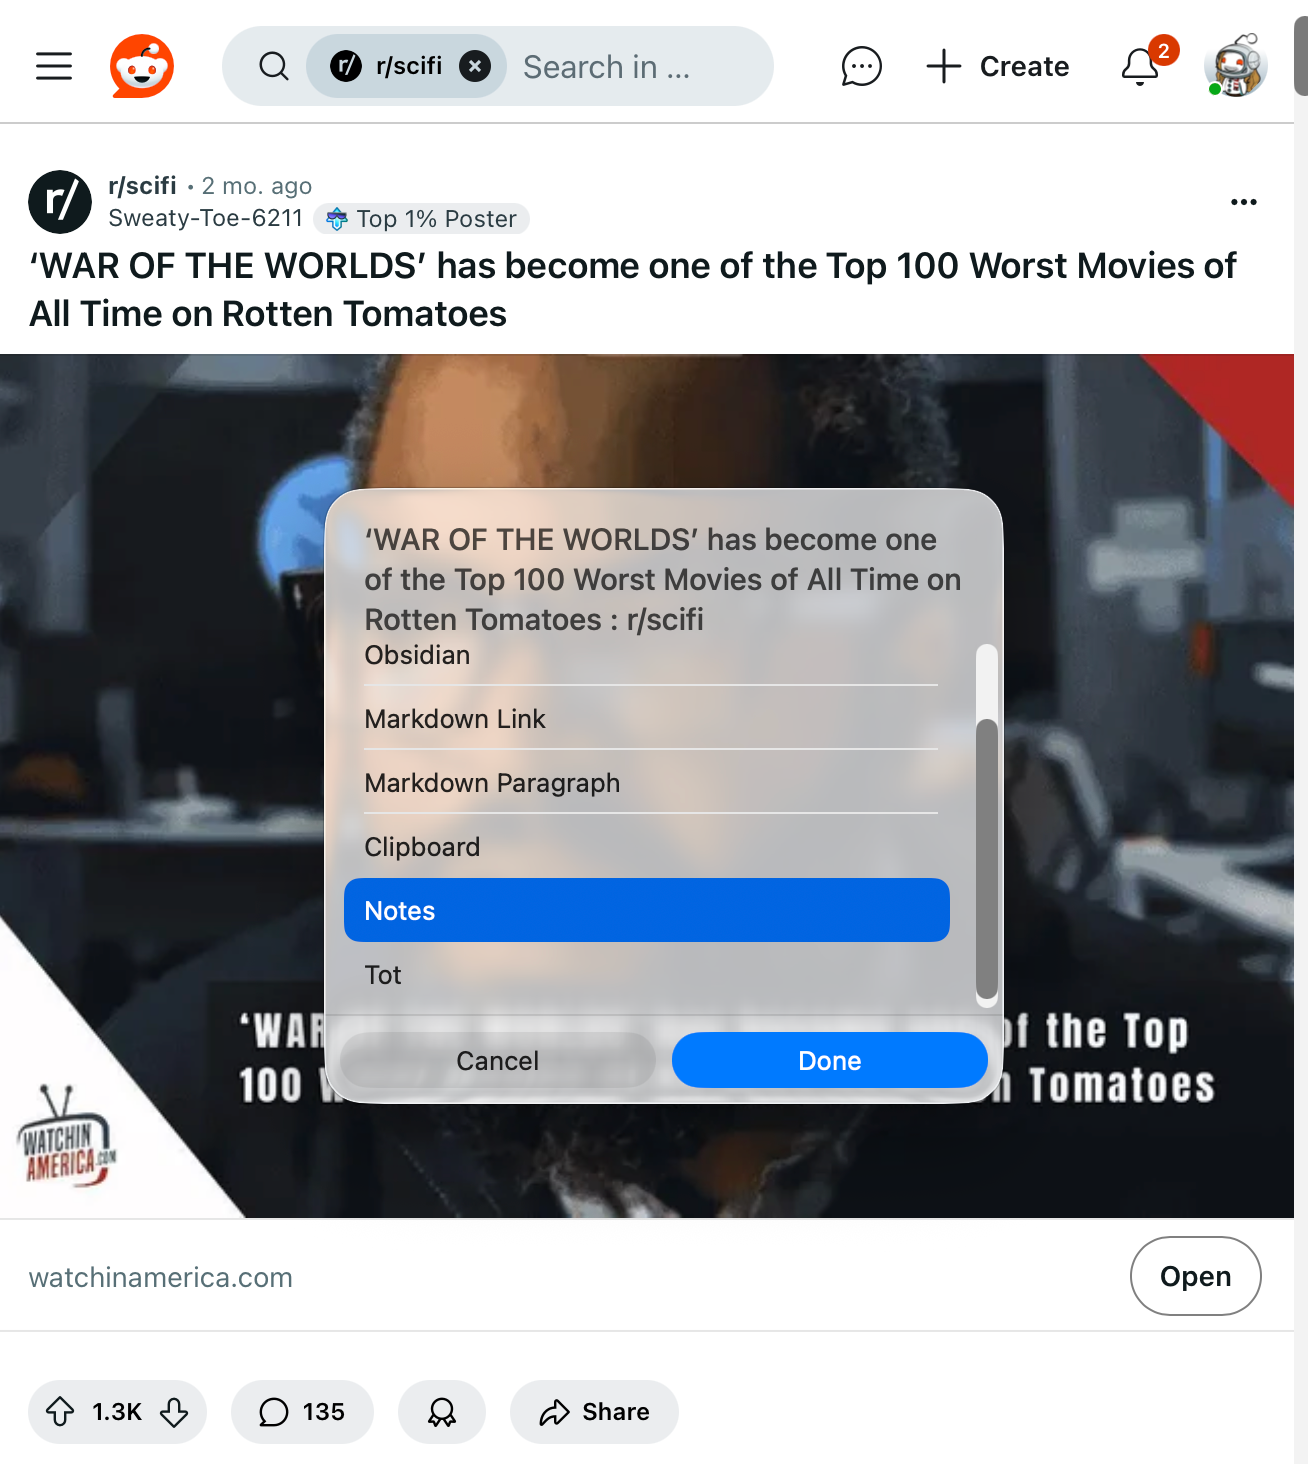 r/ r/scifi Search in ... Create 2
r/ r/scifi • 2 mo. ago
Sweaty-Toe-6211 Top 1% Poster
‘WAR OF THE WORLDS’ has become one of the Top 100 Worst Movies of
All Time on Rotten Tomatoes
‘WAR OF THE WORLDS’ has become one
of the Top 100 Worst Movies of All Time on
Rotten Tomatoes : r/scifi
Obsidian
Markdown Link
Markdown Paragraph
Clipboard
Notes
Tot
Cancel Done
‘WAR of the Top
100 Tomatoes
WATCHIN
AMERICA.COM
watchinamerica.com Open
1.3K 135 Share